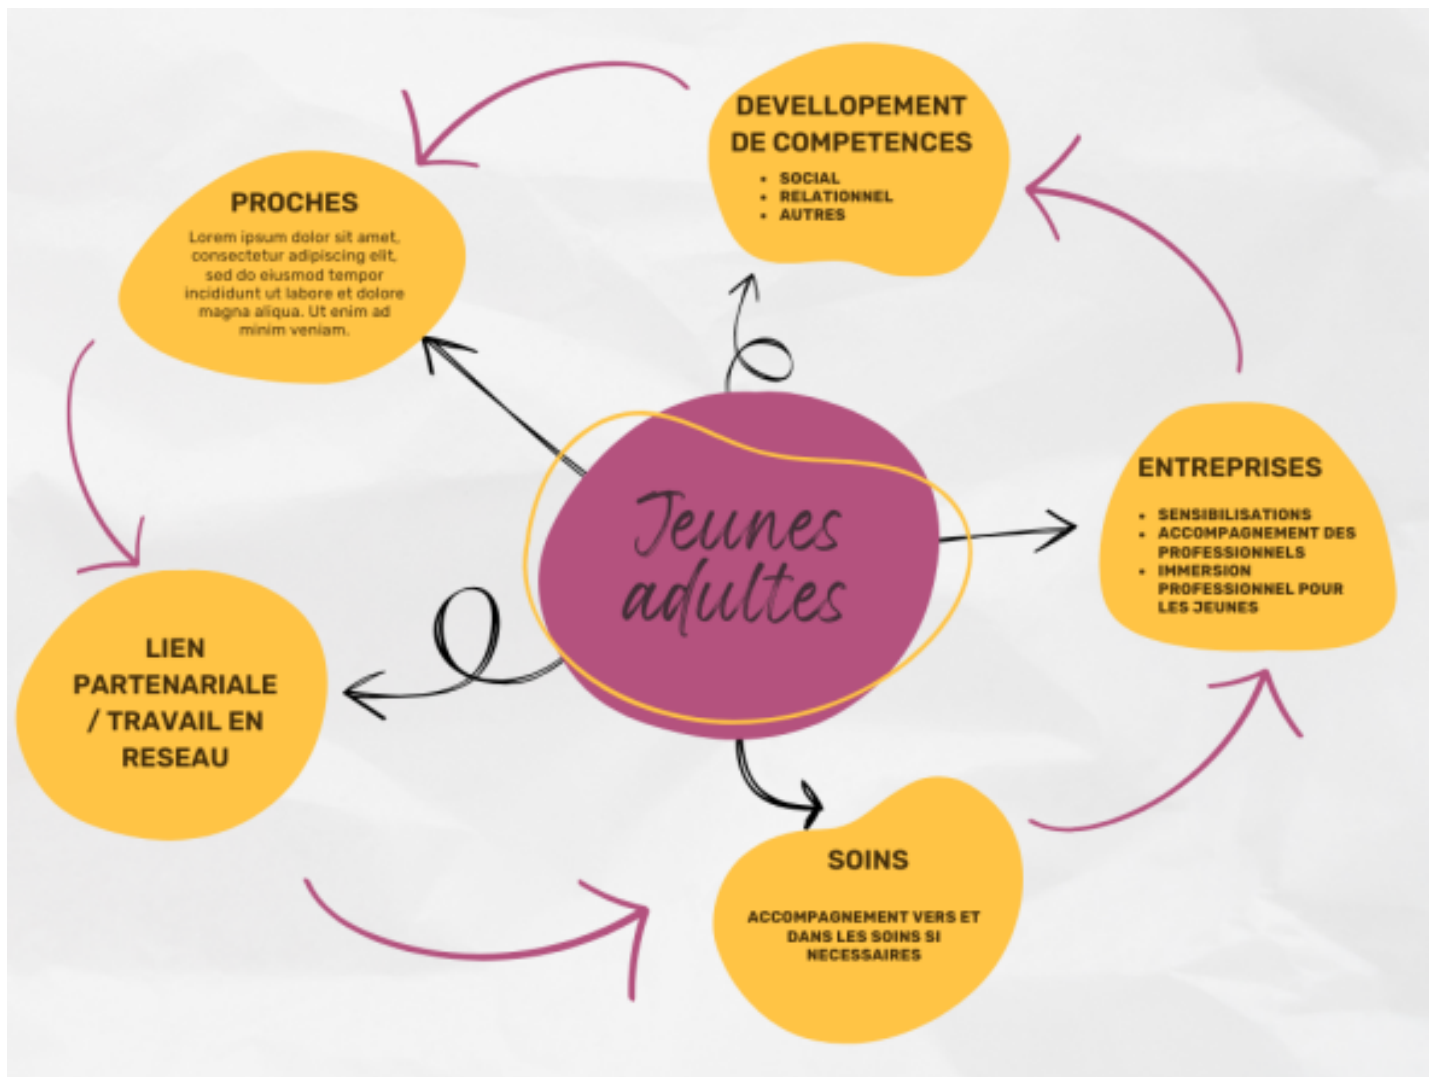 DEVELLOPEMENT
DE COMPETENCES
• SOCIAL
• RELATIONNEL
• AUTRES
PROCHES
Lorem ipsum dolor sit amet,
consectetur adipiscing elit,
sed do eiusmod tempor
incididunt ut labore et dolore
magna aliqua. Ut enim ad
minim veniam.
ENTREPRISES
• SENSIBILISATIONS
• ACCOMPAGNEMENT DES
PROFESSIONNELS
• IMMERSION
PROFESSIONNEL POUR
LES JEUNES
Jeunes
adultes
LIEN
PARTENARIALE
/ TRAVAIL EN
RESEAU
SOINS
ACCOMPAGNEMENT VERS ET
DANS LES SOINS SI
NECESSAIRES